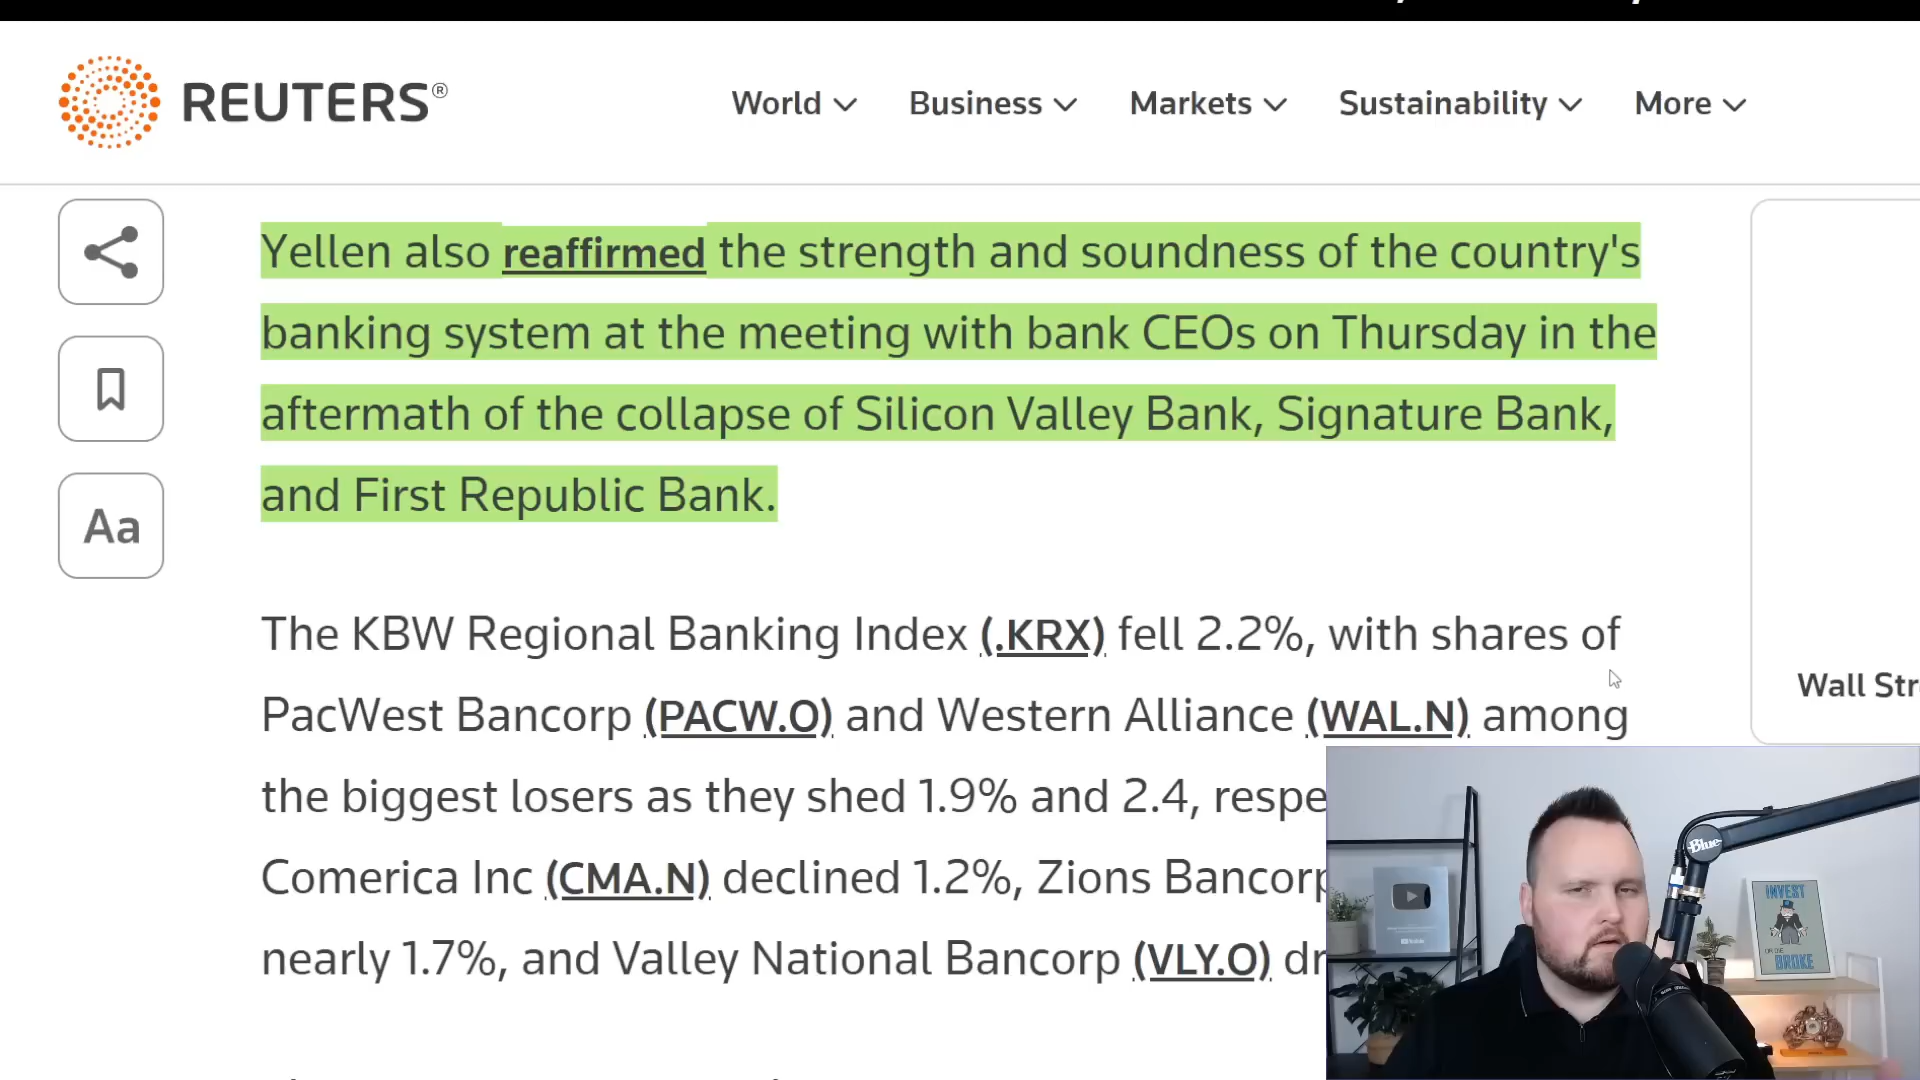 REUTERS®
World Business Markets Sustainability More
Yellen also reaffirmed the strength and soundness of the country's
banking system at the meeting with bank CEOs on Thursday in the
aftermath of the collapse of Silicon Valley Bank, Signature Bank,
and First Republic Bank.
Aa
The KBW Regional Banking Index (.KRX) fell 2.2%, with shares of
PacWest Bancorp (PACW.O) and Western Alliance (WAL.N) among
the biggest losers as they shed 1.9% and 2.4, respe
Comerica Inc (CMA.N) declined 1.2%, Zions Bancorp
nearly 1.7%, and Valley National Bancorp (VLY.O) dr
Wall Str
Blue
INVEST
OR DIE
BROKE
YouTube